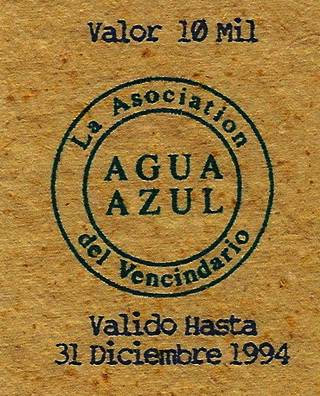 Valor 10 Mil
La Asociation
AGUA
AZUL
del Vencindario
Valido Hasta
31 Diciembre 1994